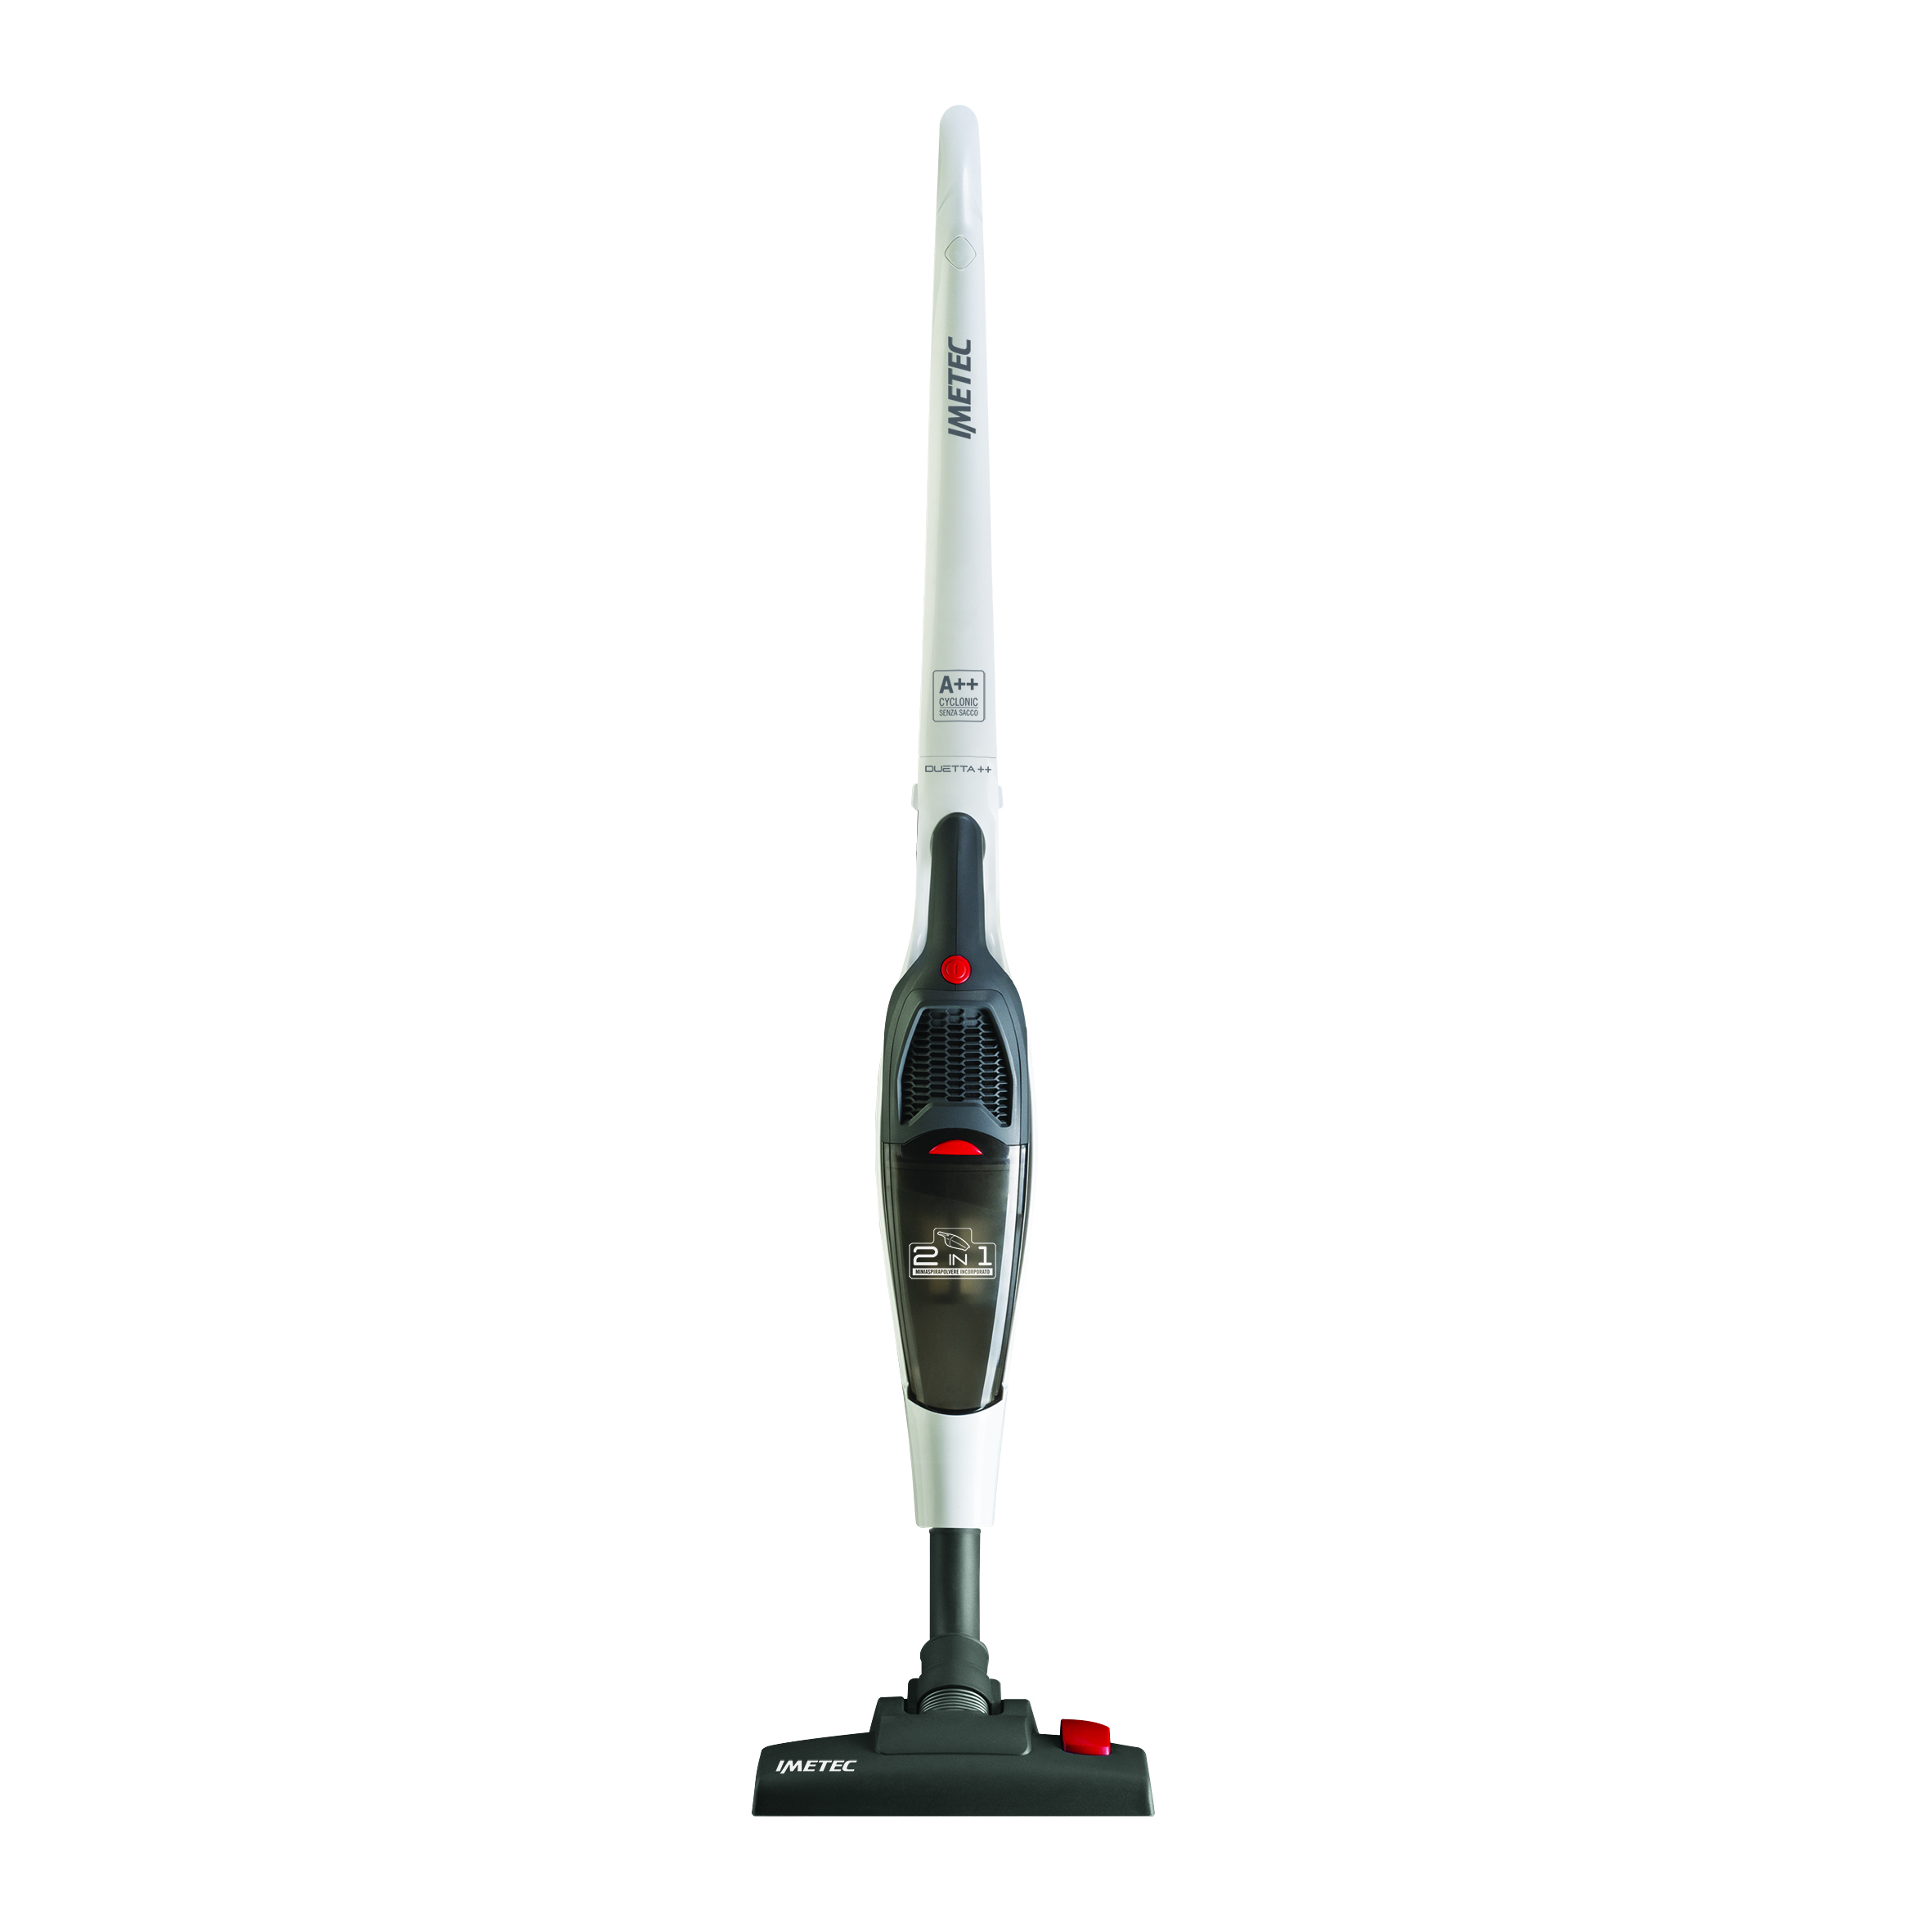 IMETEC
A++
CYCLONIC
SENZA SACCO
DUETTA ++
2 IN 1
MINIASPIRAPOLVERE INCORPORATO
IMETEC